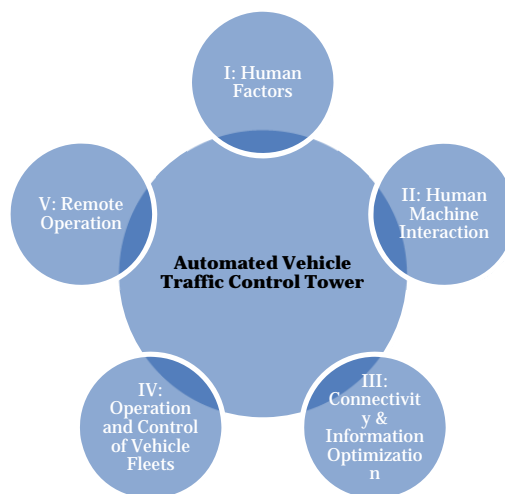 I: Human
Factors
II: Human
Machine
Interaction
III:
Connectivit
y &
Information
Optimizatio
n
IV:
Operation
and Control
of Vehicle
Fleets
V: Remote
Operation
Automated Vehicle
Traffic Control Tower